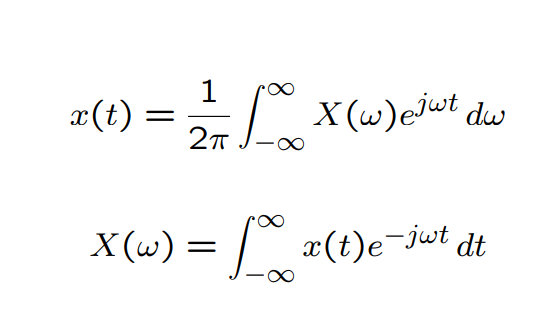 x(t) = \frac{1}{2\pi} \int_{-\infty}^{\infty} X(\omega)e^{j\omega t} \, d\omega
X(\omega) = \int_{-\infty}^{\infty} x(t)e^{-j\omega t} \, dt